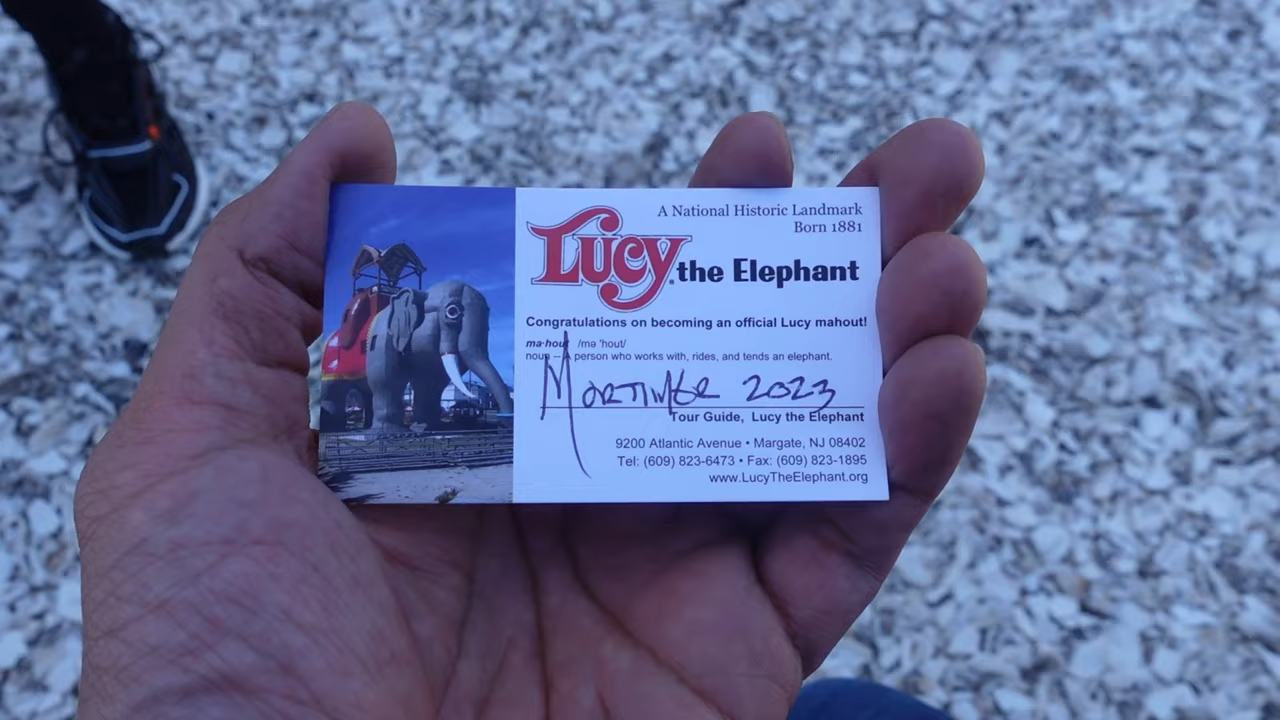 A National Historic Landmark
Born 1881
Lucy® the Elephant
Congratulations on becoming an official Lucy mahout!
ma·hout /mə 'hout/
noun -- A person who works with, rides, and tends an elephant.
MORTIMER 2023
Tour Guide, Lucy the Elephant
9200 Atlantic Avenue • Margate, NJ 08402
Tel: (609) 823-6473 • Fax: (609) 823-1895
www.LucyTheElephant.org